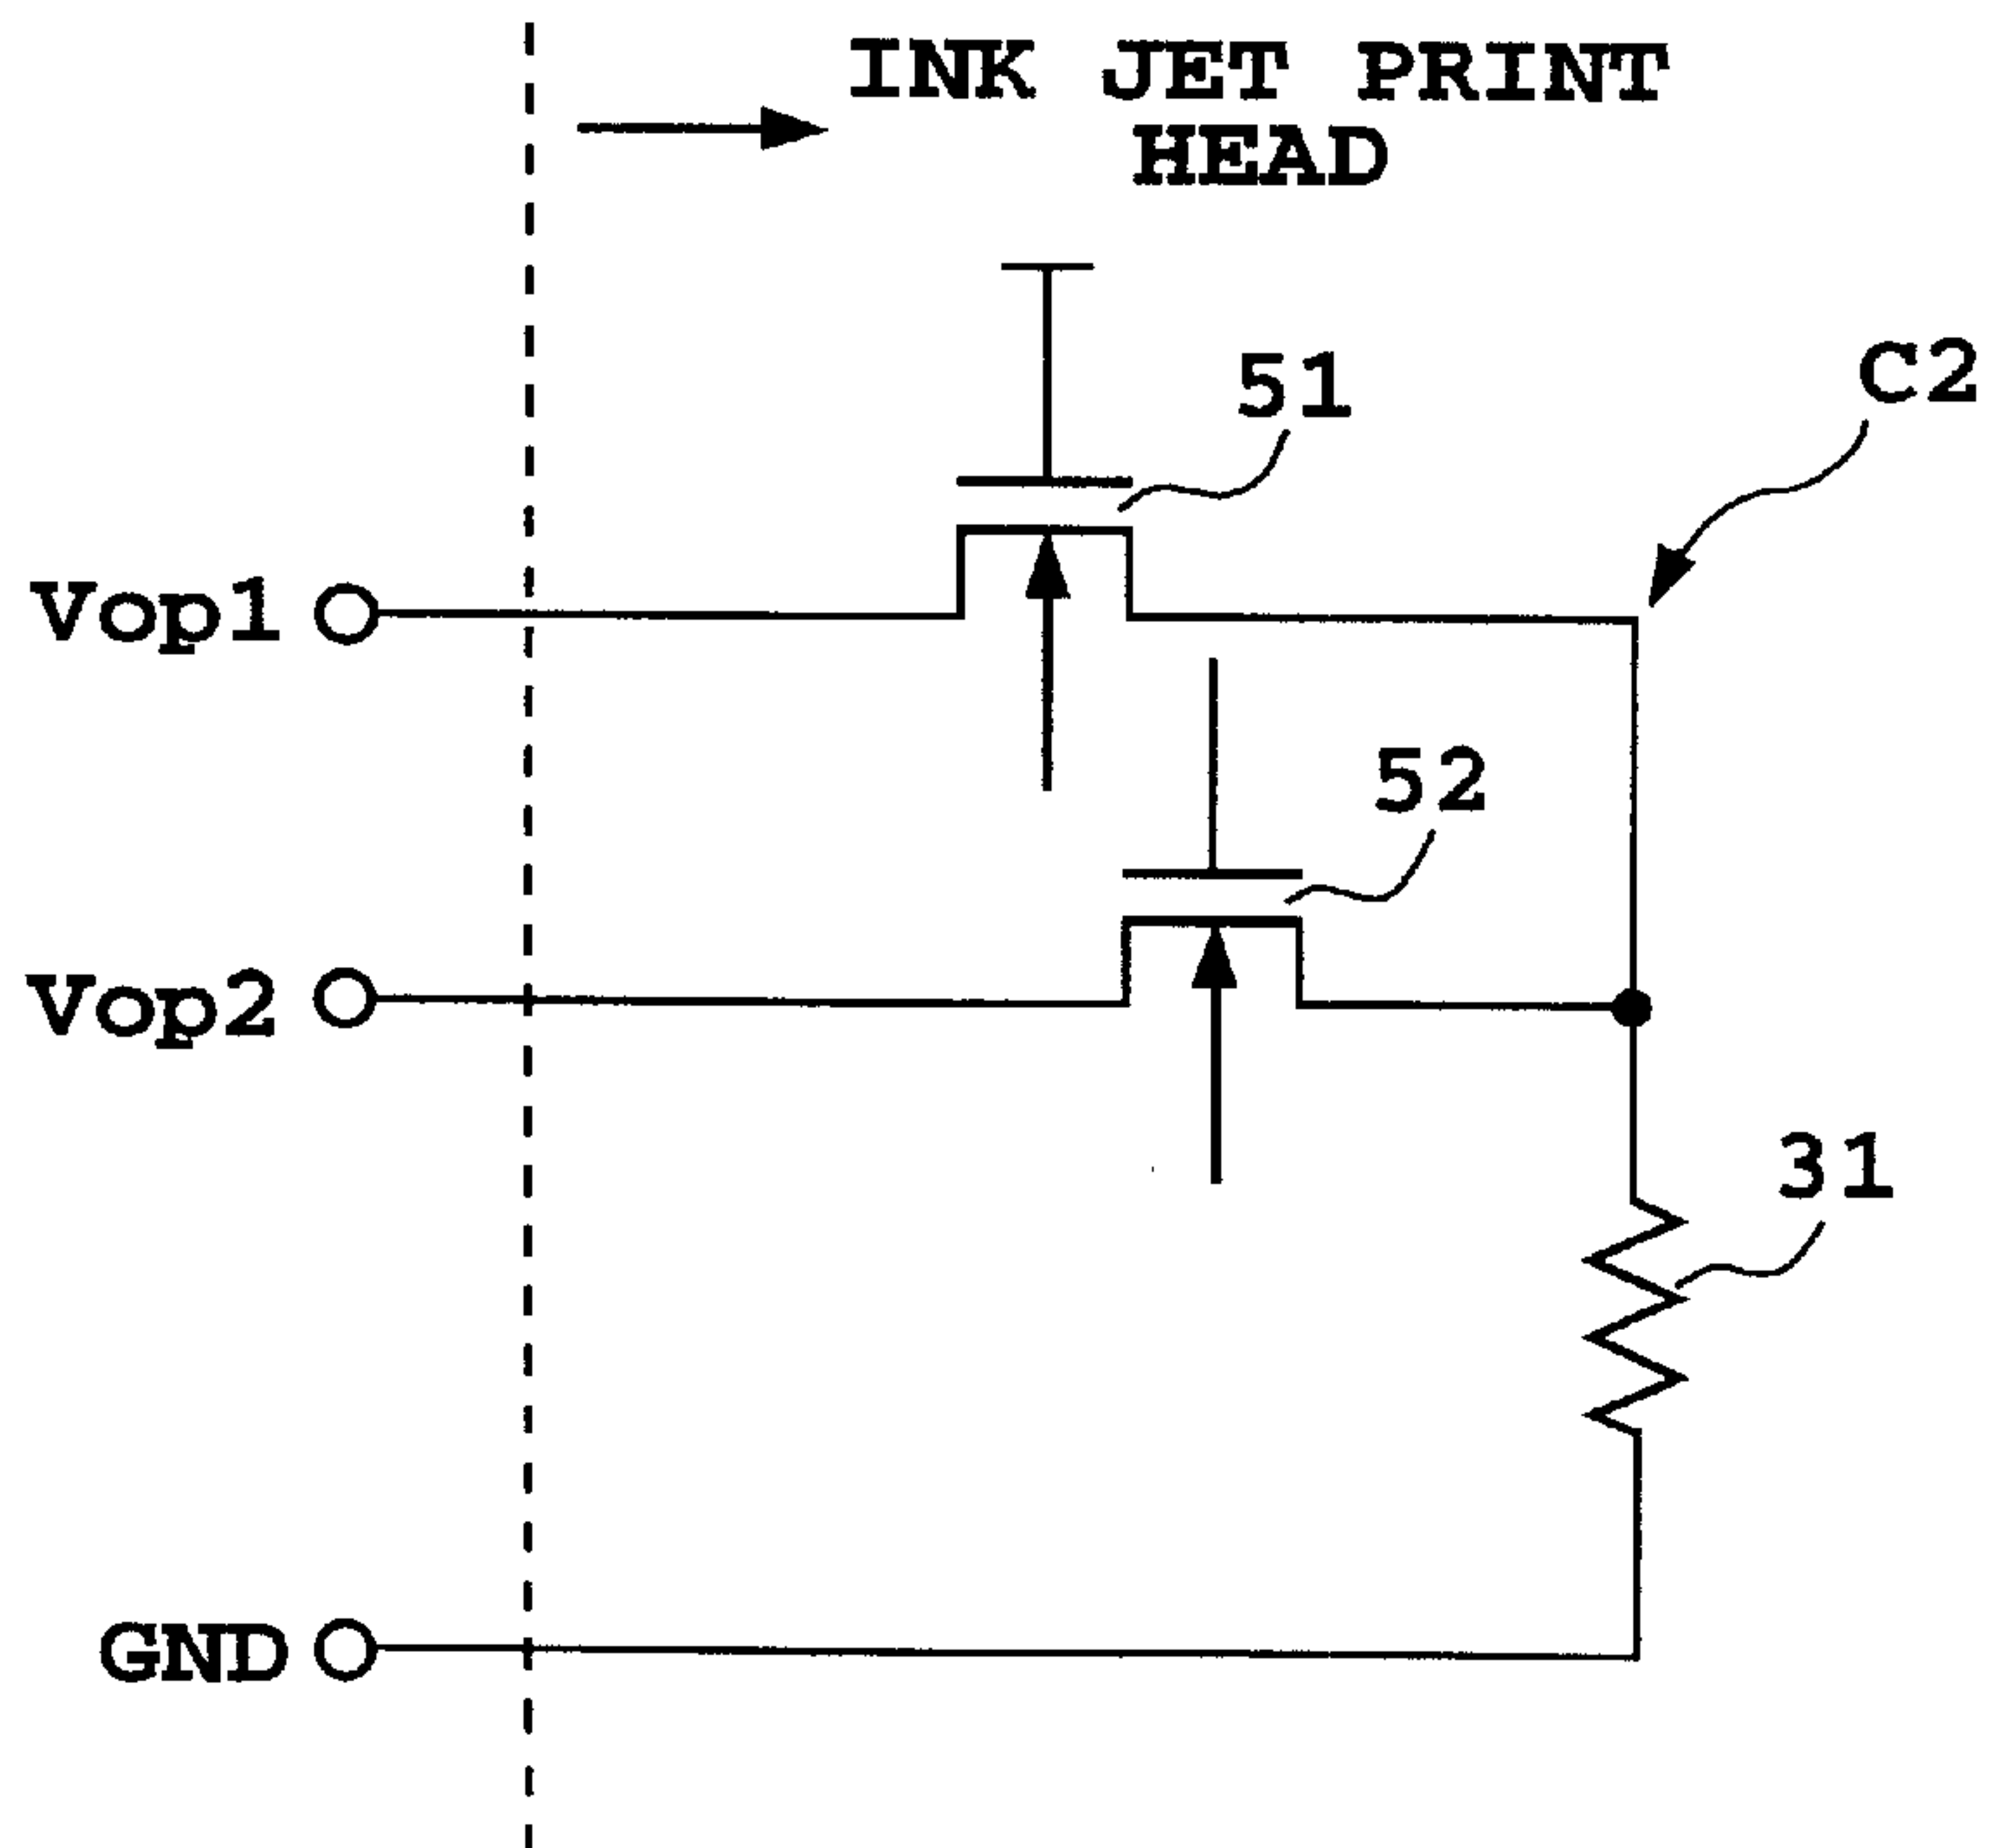 INK JET PRINT
HEAD
51
C2
Vop1
52
Vop2
31
GND